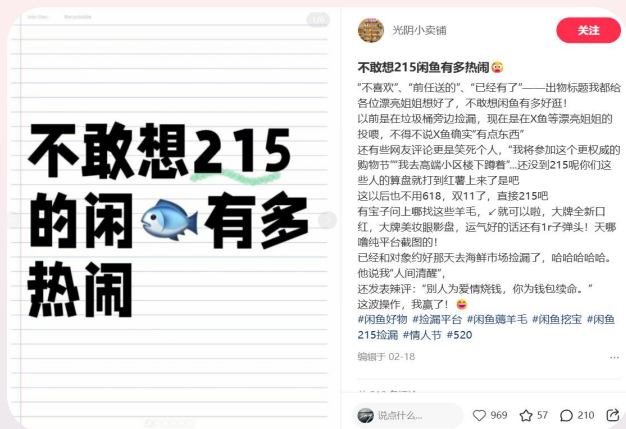 1/6
不敢想215
的闲🐟有多
热闹
光阴小卖铺
关注
不敢想215闲鱼有多热闹😩
“不喜欢”、“前任送的”、“已经有了”——出物标题我都给
各位漂亮姐姐想好了，不敢想闲鱼有多好逛！
以前是在垃圾桶旁边捡漏，现在是在X鱼等漂亮姐姐的
投喂，不得不说X鱼确实“有点东西”
还有些网友评论更是笑死个人，“我将参加这个更权威的
购物节”“我去高端小区楼下蹲着”...还没到215呢你们这
些人的算盘就打到红薯上来了是吧
这以后也不用618，双11了，直接215吧
有宝子问上哪找这些羊毛，↙就可以啦，大牌全新口
红，大牌美妆眼影盘，运气好的话还有1r子弹头！天哪
噜纯平台截图的！
已经和对象约好那天去海鲜市场捡漏了，哈哈哈哈哈。
他说我“人间清醒”，
还发表辣评：“别人为爱情烧钱，你为钱包续命。”
这波操作，我赢了！😆
#闲鱼好物 #捡漏平台 #闲鱼薅羊毛 #闲鱼挖宝 #闲鱼
215捡漏 #情人节 #520
编辑于 02-18
说点什么...
969
57
210